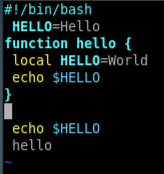 #!/bin/bash
HELLO=Hello
function hello {
local HELLO=World
echo $HELLO
}
echo $HELLO
hello
~